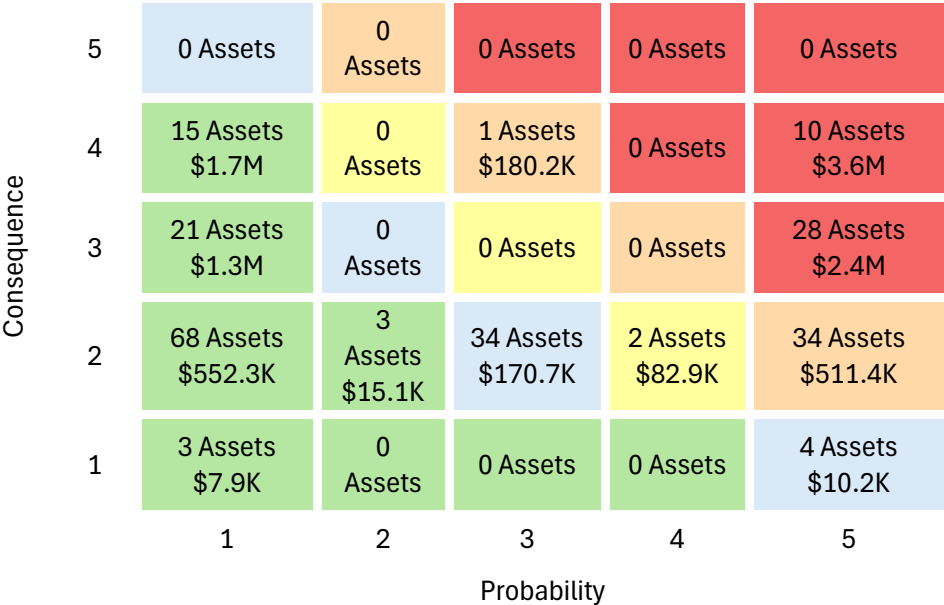 Consequence
5
0 Assets
0
Assets
0 Assets
0 Assets
0 Assets
4
15 Assets
$1.7M
0
Assets
1 Assets
$180.2K
0 Assets
10 Assets
$3.6M
3
21 Assets
$1.3M
0
Assets
0 Assets
0 Assets
28 Assets
$2.4M
2
68 Assets
$552.3K
3
Assets
$15.1K
34 Assets
$170.7K
2 Assets
$82.9K
34 Assets
$511.4K
1
3 Assets
$7.9K
0
Assets
0 Assets
0 Assets
4 Assets
$10.2K
1
2
3
4
5
Probability